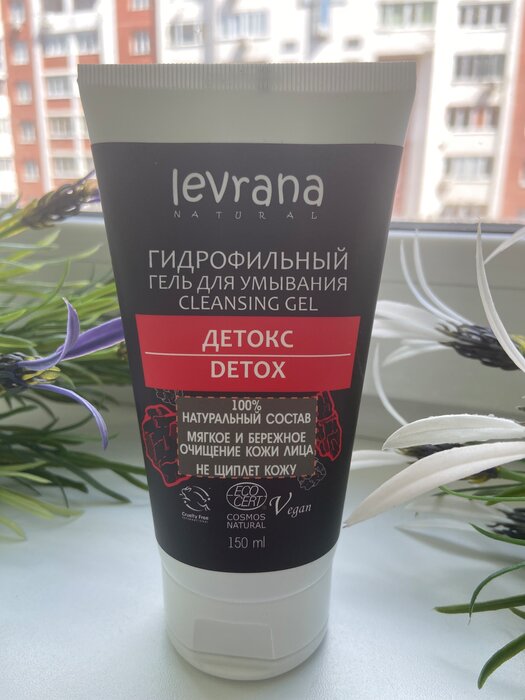 levrana
NATURAL
ГИДРОФИЛЬНЫЙ
ГЕЛЬ ДЛЯ УМЫВАНИЯ
CLEANSING GEL
ДЕТОКС
DETOX
100%
НАТУРАЛЬНЫЙ СОСТАВ
МЯГКОЕ И БЕРЕЖНОЕ
ОЧИЩЕНИЕ КОЖИ ЛИЦА
НЕ ЩИПЛЕТ КОЖУ
Cruelty Free
ECO
CERT
COSMOS
NATURAL
Vegan
150 ml